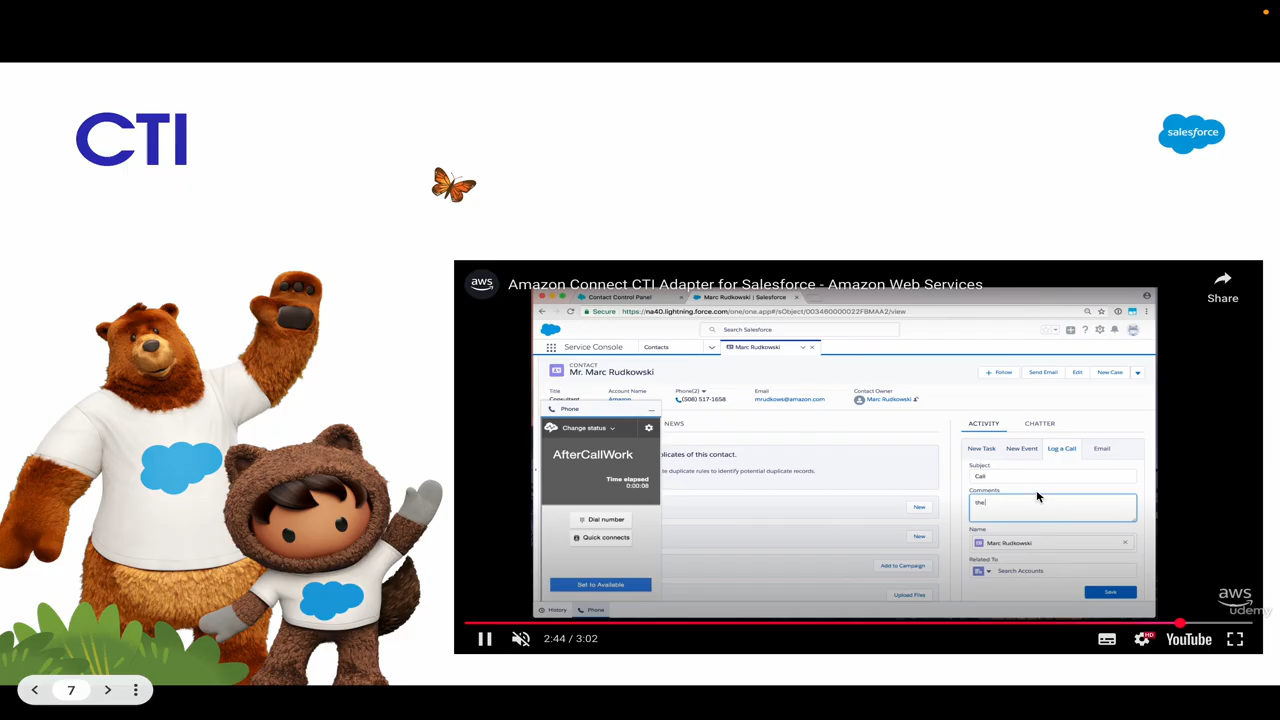 CTI
salesforce
aws
Amazon Connect CTI Adapter for Salesforce - Amazon Web Services
Share
Contact Control Panel
Marc Rudkowski | Salesforce
Secure
https://na40.lightning.force.com/one/one.app#/sObject/003460000022FBMAA2/view
Search Salesforce
Service Console
Contacts
Marc Rudkowski
CONTACT
Mr. Marc Rudkowski
+ Follow
Send Email
Edit
New Case
Title
Account Name
Phone(2)
Email
Contact Owner
Consultant
Amazon
(508) 517-1658
mrudkows@amazon.com
Marc Rudkowski
Phone
Change status
AfterCallWork
Time elapsed
0:00:08
Dial number
Quick connects
Set to Available
NEWS
plicates of this contact.
te duplicate rules to identify potential duplicate records.
New
New
Add to Campaign
Upload Files
ACTIVITY
CHATTER
New Task
New Event
Log a Call
Email
Subject
Call
Comments
the
Name
Marc Rudkowski
Related To
Search Accounts
Save
History
Phone
aws
udemy
2:44 / 3:02
HD
YouTube
7